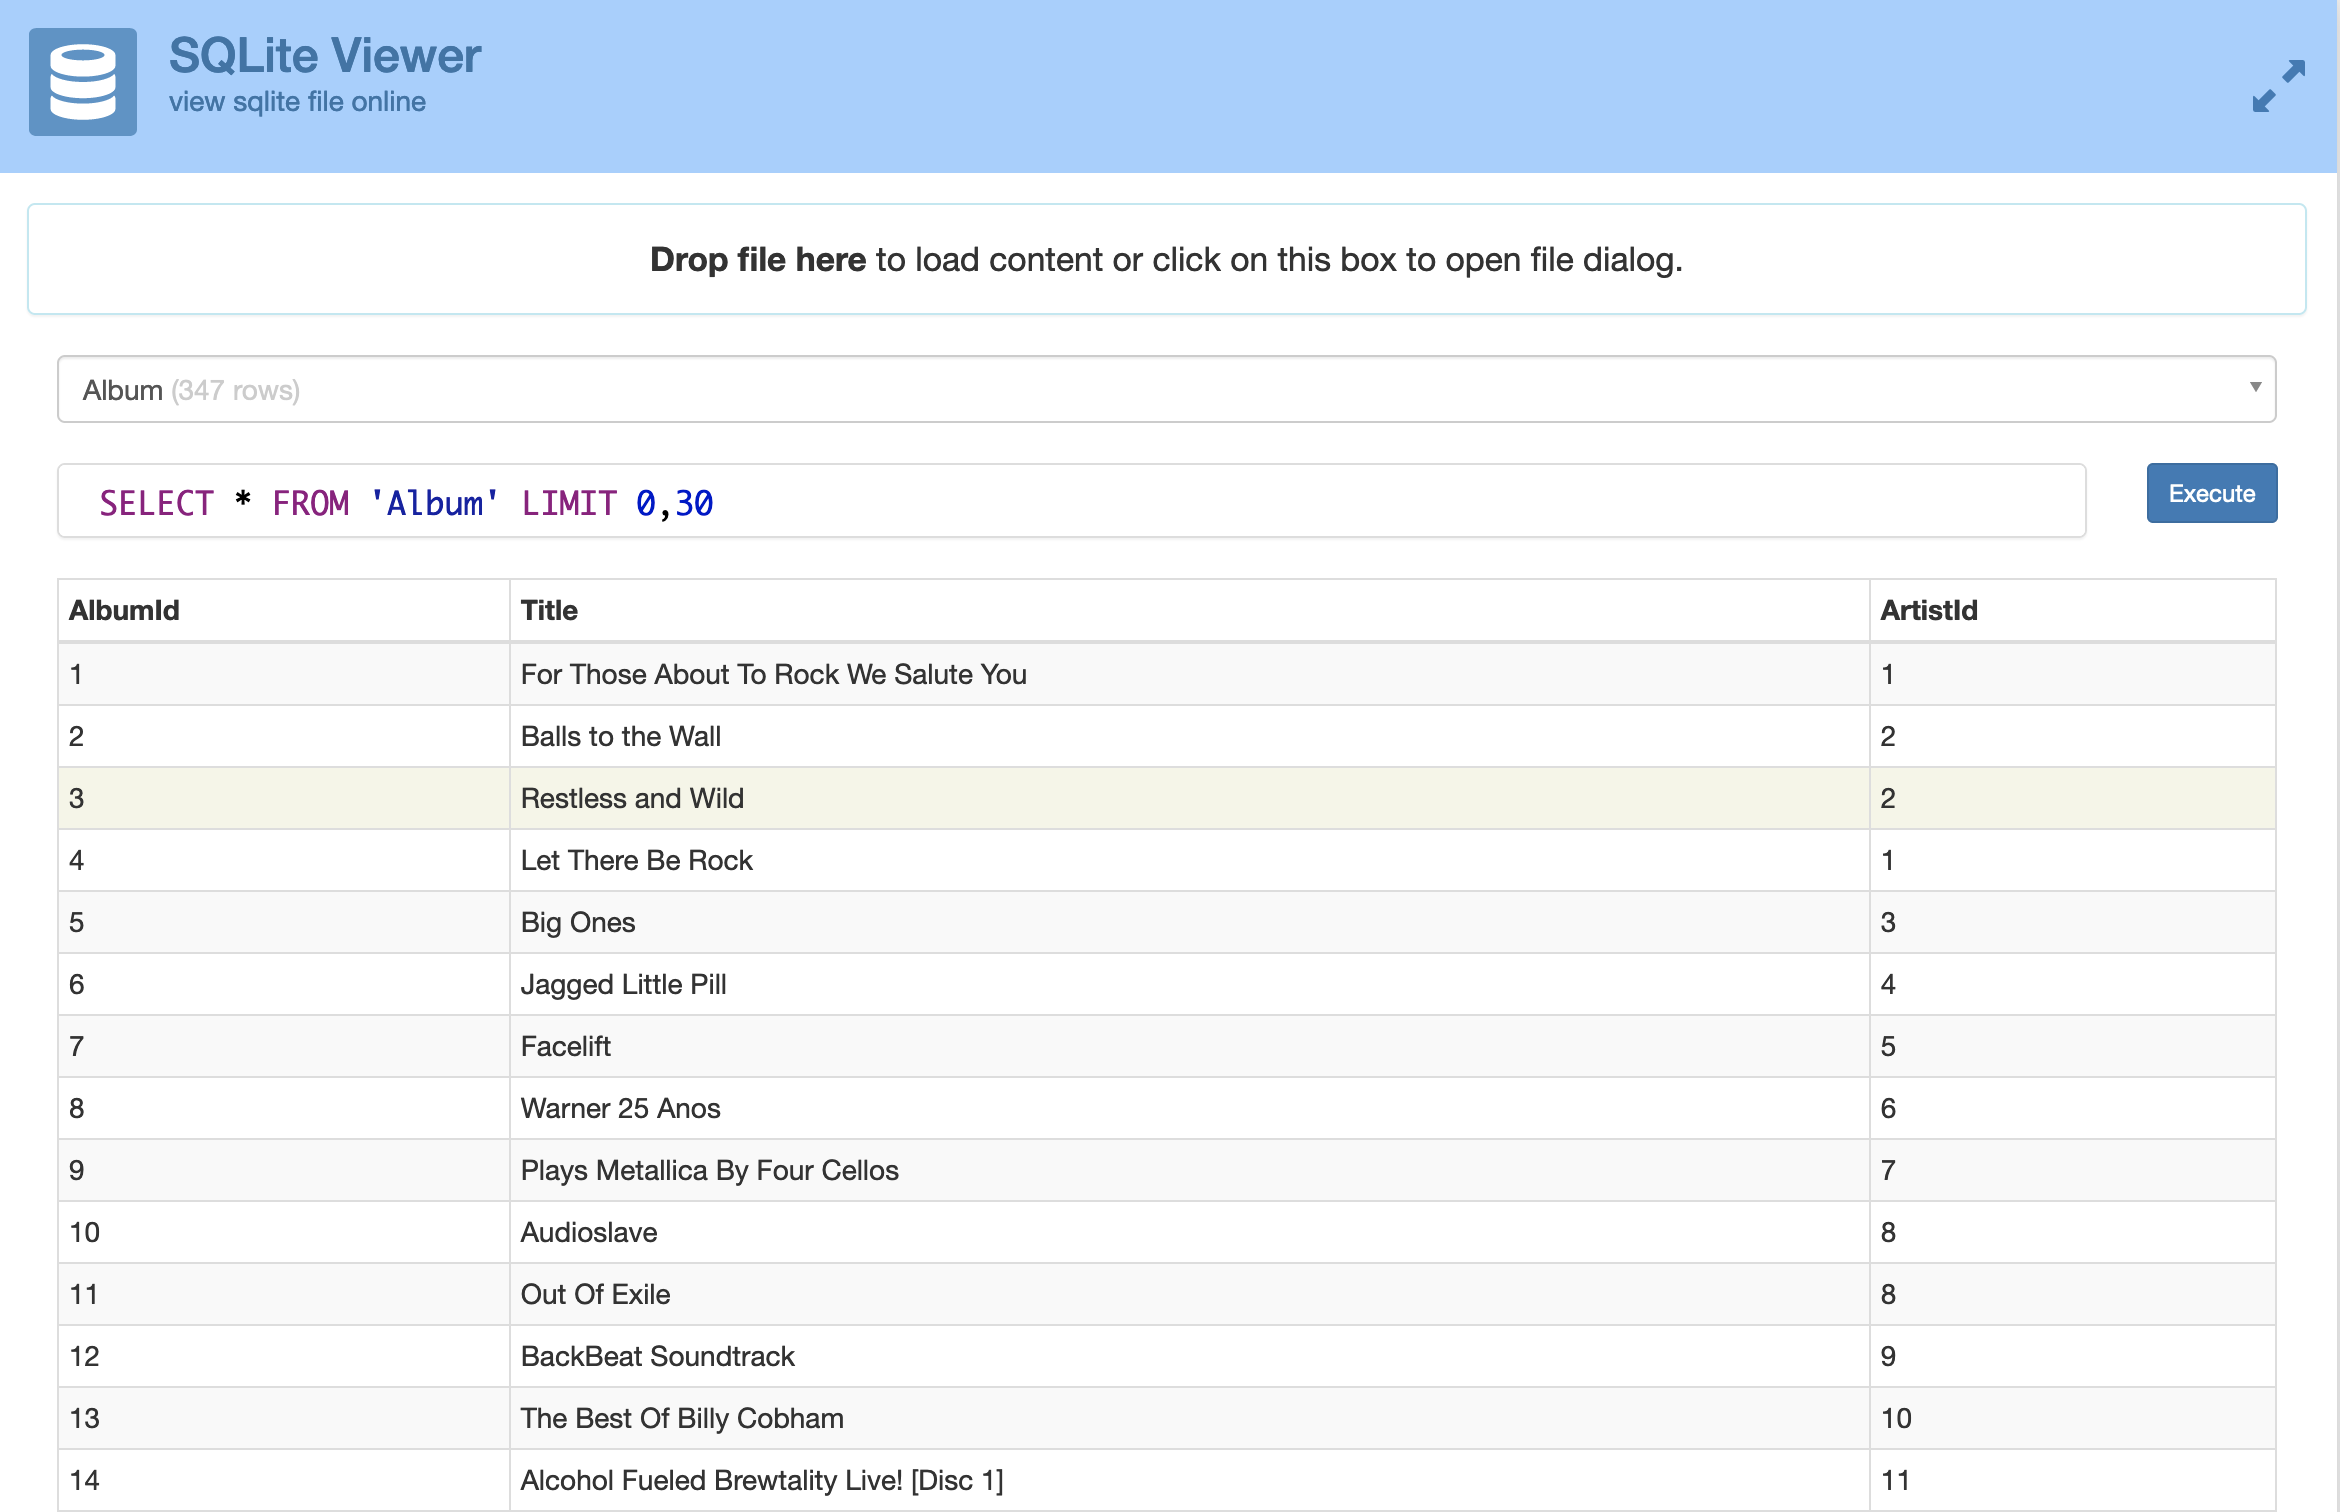 SQLite Viewer
view sqlite file online
Drop file here to load content or click on this box to open file dialog.
Album (347 rows)
SELECT * FROM 'Album' LIMIT 0,30
Execute
AlbumId Title ArtistId
1 For Those About To Rock We Salute You 1
2 Balls to the Wall 2
3 Restless and Wild 2
4 Let There Be Rock 1
5 Big Ones 3
6 Jagged Little Pill 4
7 Facelift 5
8 Warner 25 Anos 6
9 Plays Metallica By Four Cellos 7
10 Audioslave 8
11 Out Of Exile 8
12 BackBeat Soundtrack 9
13 The Best Of Billy Cobham 10
14 Alcohol Fueled Brewtality Live! [Disc 1] 11